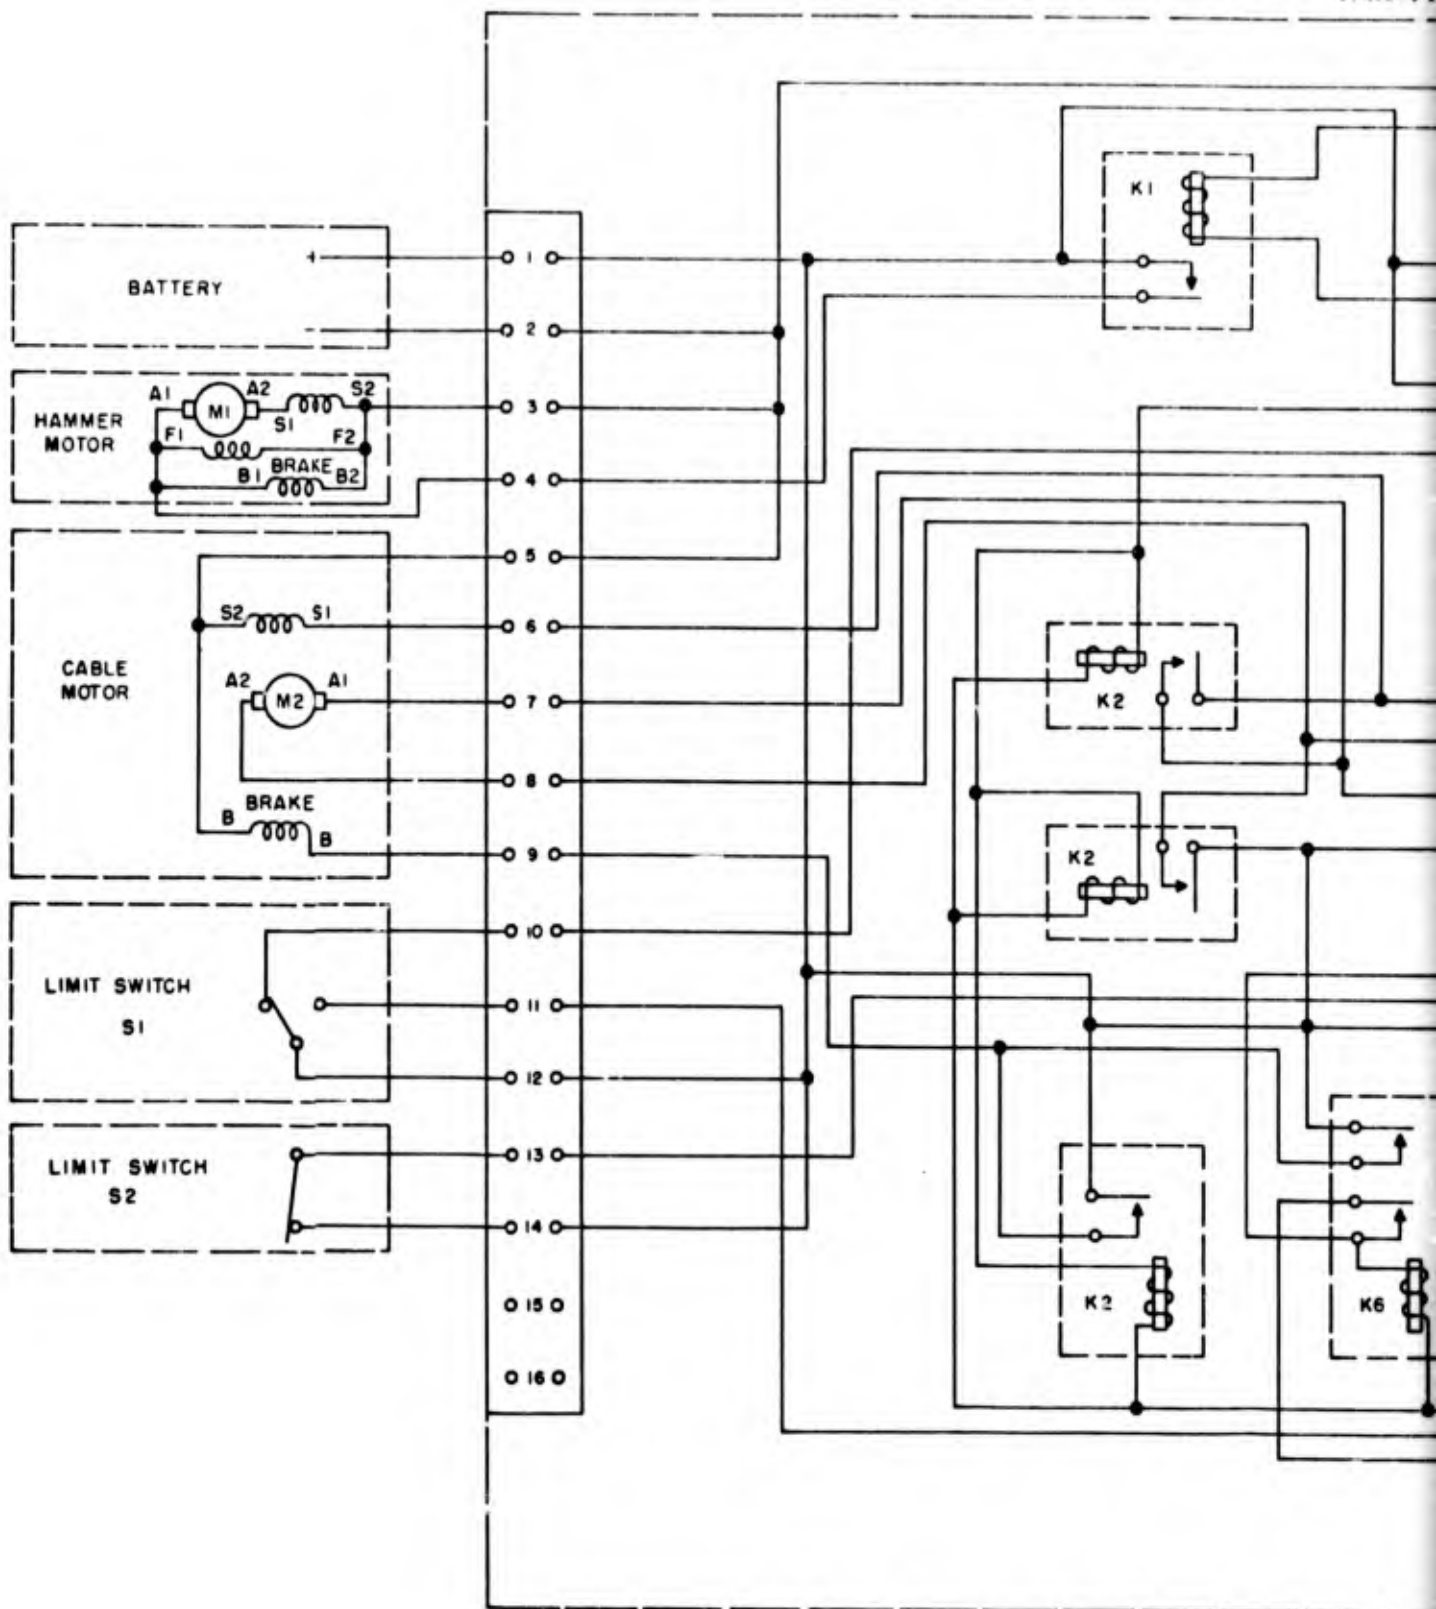 K1
+
BATTERY
-
1
2
A1 M1 A2 S1 S2
HAMMER
MOTOR
F1 F2
B1 BRAKE B2
3
4
CABLE
MOTOR
S2 S1
A2 M2 A1
BRAKE
B B
5
6
7
8
9
K2
K2
LIMIT SWITCH
S1
10
11
12
LIMIT SWITCH
S2
13
14
15
16
K2
K6